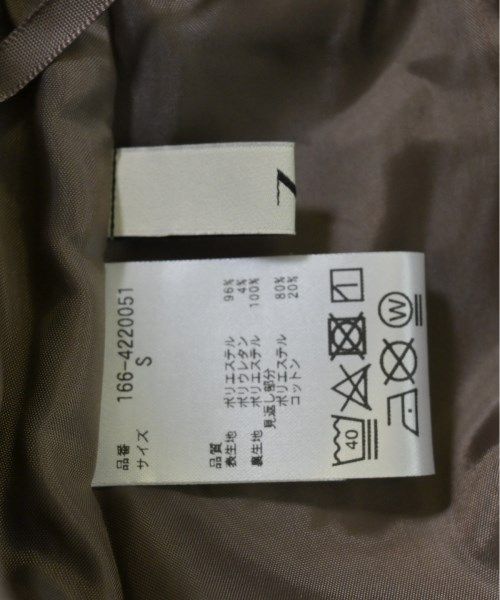 品番 166-4220051
サイズ S
品質
表生地 ポリエステル 96%
ポリウレタン 4%
裏生地 ポリエステル 100%
見返し部分
ポリエステル 80%
コットン 20%
40
W